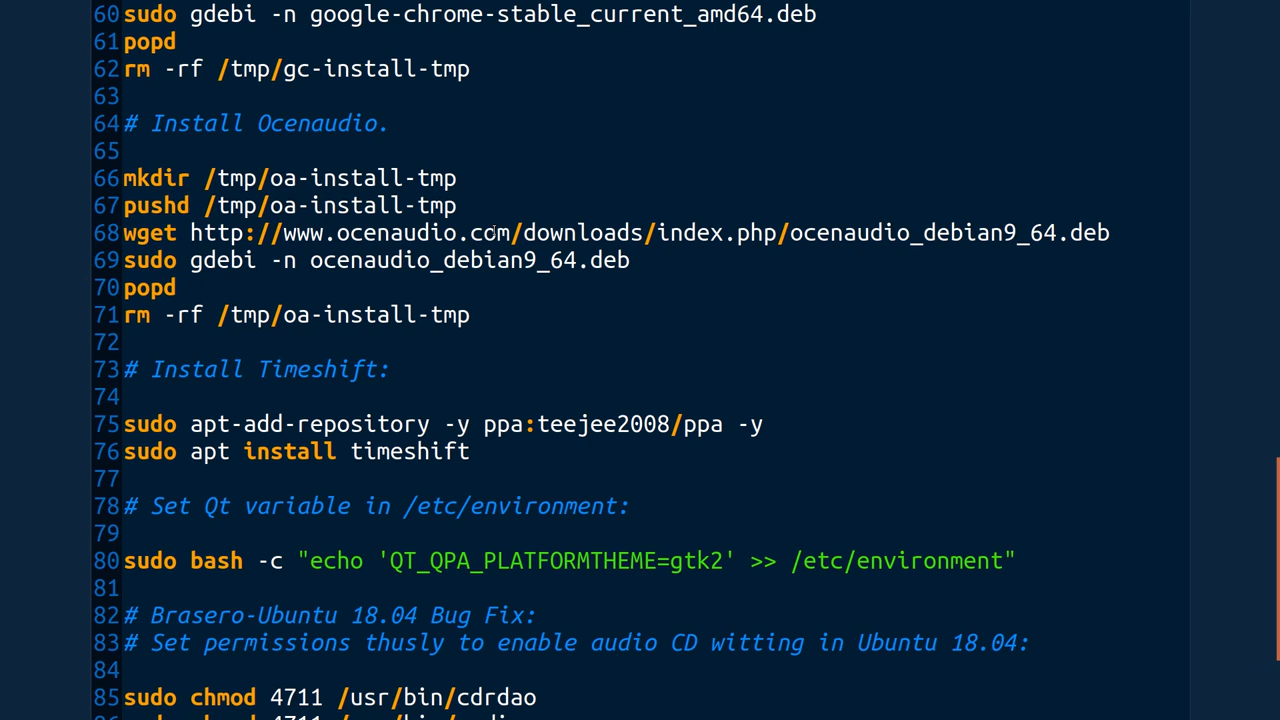 60 sudo gdebi -n google-chrome-stable_current_amd64.deb
61 popd
62 rm -rf /tmp/gc-install-tmp
63
64 # Install Ocenaudio.
65
66 mkdir /tmp/oa-install-tmp
67 pushd /tmp/oa-install-tmp
68 wget http://www.ocenaudio.com/downloads/index.php/ocenaudio_debian9_64.deb
69 sudo gdebi -n ocenaudio_debian9_64.deb
70 popd
71 rm -rf /tmp/oa-install-tmp
72
73 # Install Timeshift:
74
75 sudo apt-add-repository -y ppa:teejee2008/ppa -y
76 sudo apt install timeshift
77
78 # Set Qt variable in /etc/environment:
79
80 sudo bash -c "echo 'QT_QPA_PLATFORMTHEME=gtk2' >> /etc/environment"
81
82 # Brasero-Ubuntu 18.04 Bug Fix:
83 # Set permissions thusly to enable audio CD witting in Ubuntu 18.04:
84
85 sudo chmod 4711 /usr/bin/cdrdao